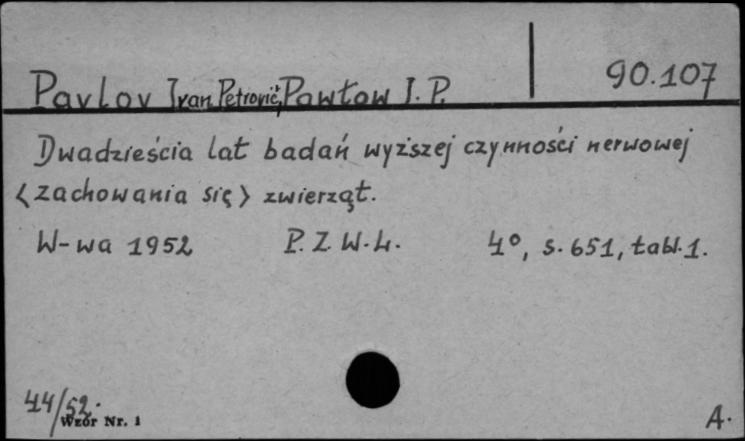 Pavlov Ivan Petrovič, Pawłow I. P. 90.107
Dwadzieścia lat badań wyższej czynności nerwowej
<zachowania się> zwierząt.
W-wa 1952 P. Z. W. L. 4°, s. 651, tabl. 1.
44/52.
Wzór Nr. 1 A.